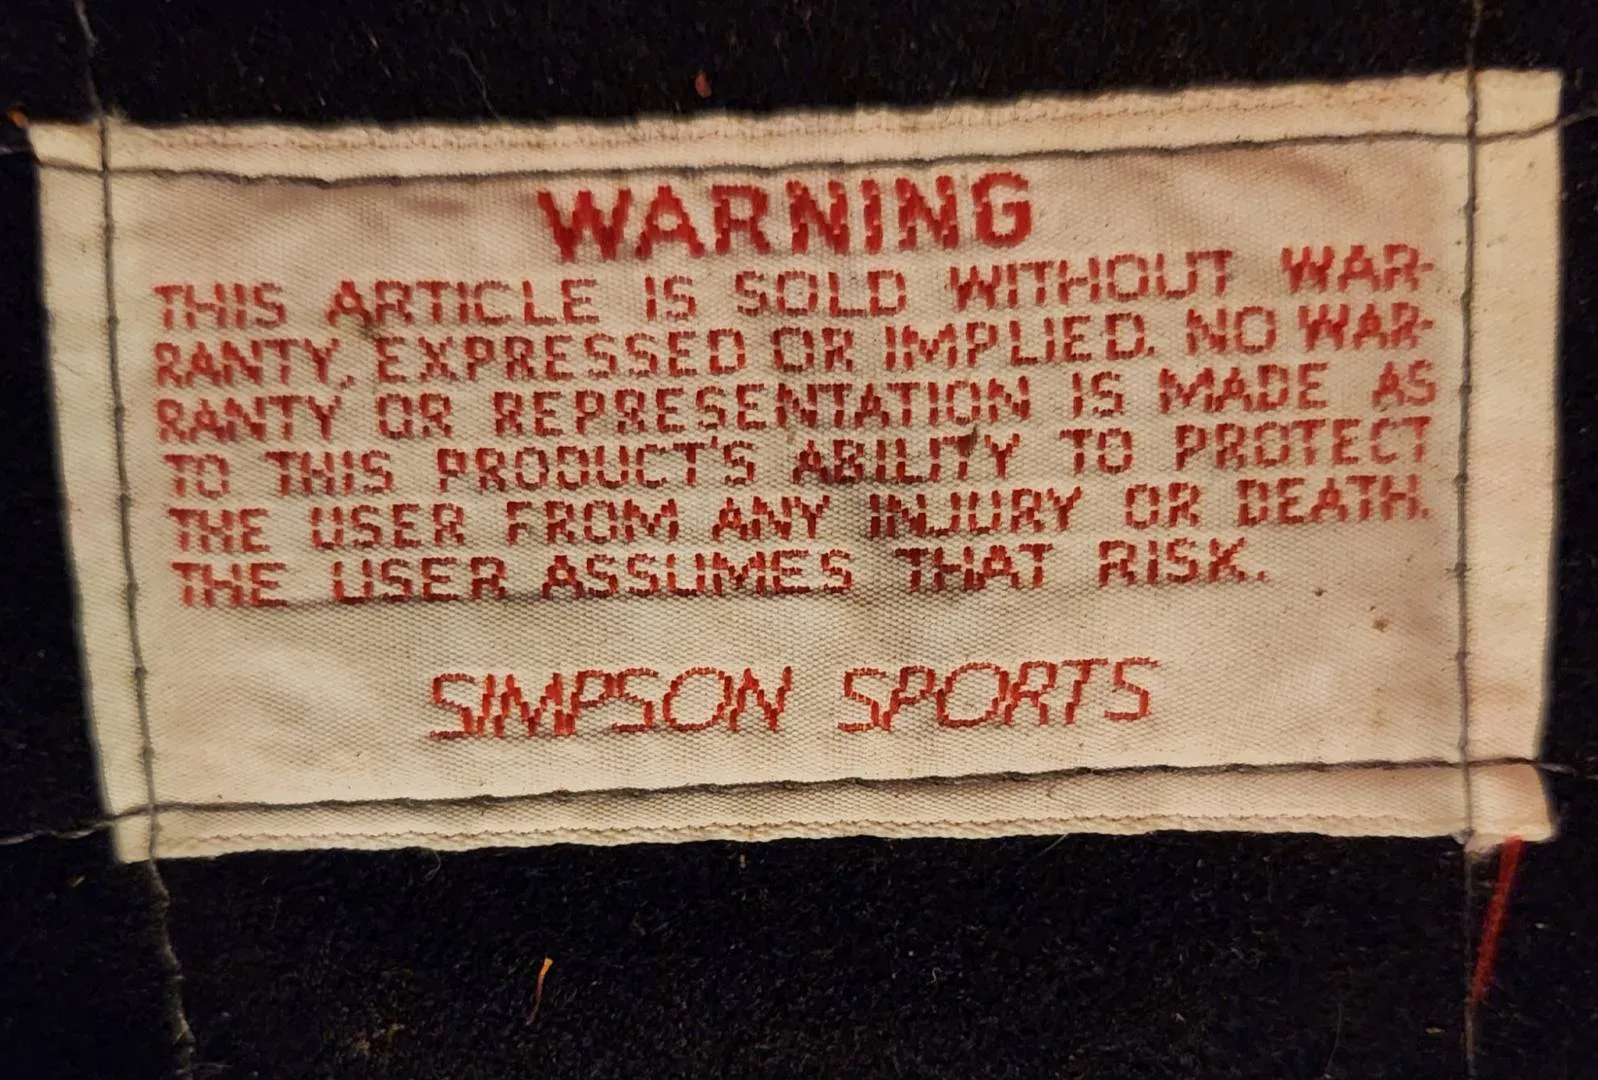 WARNING
THIS ARTICLE IS SOLD WITHOUT WAR-
RANTY, EXPRESSED OR IMPLIED. NO WAR-
RANTY OR REPRESENTATION IS MADE AS
TO THIS PRODUCT'S ABILITY TO PROTECT
THE USER FROM ANY INJURY OR DEATH.
THE USER ASSUMES THAT RISK.
SIMPSON SPORTS